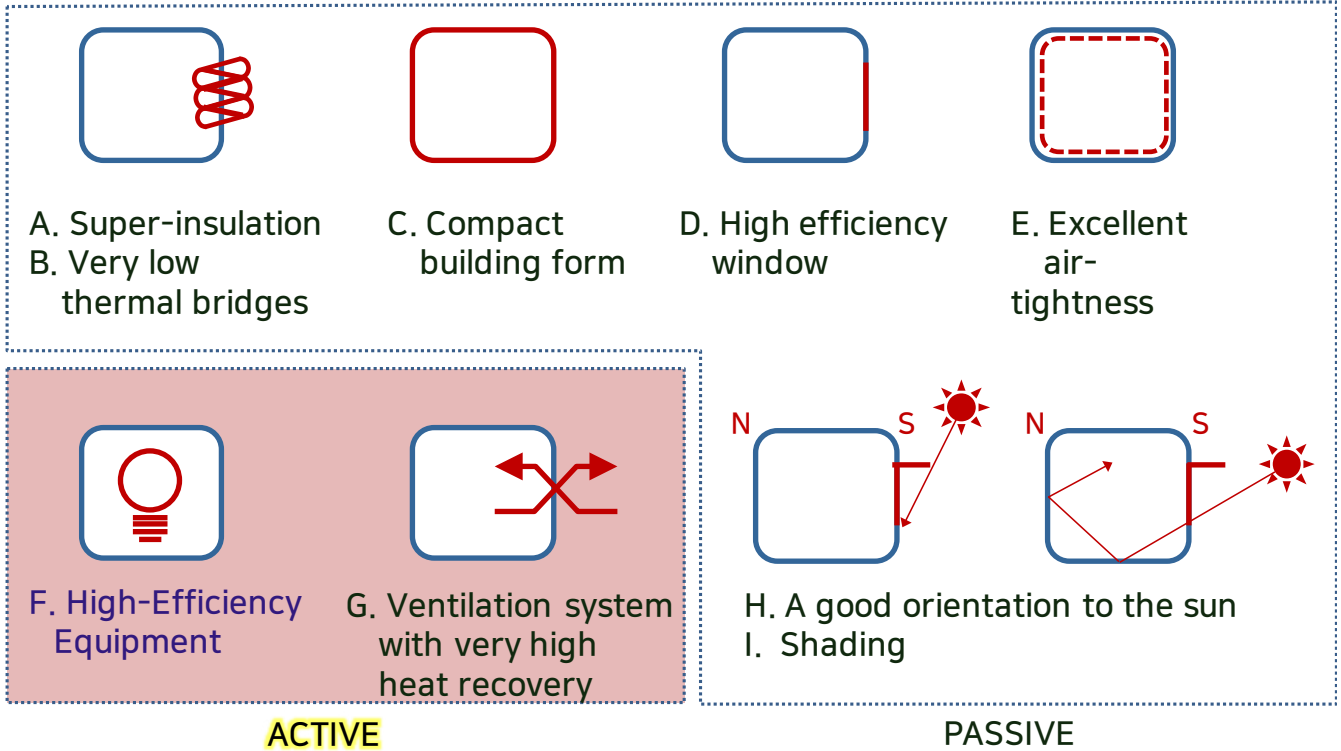 A. Super-insulation
B. Very low
thermal bridges
C. Compact
building form
D. High efficiency
window
E. Excellent
air-
tightness
F. High-Efficiency
Equipment
G. Ventilation system
with very high
heat recovery
N
S
N
S
H. A good orientation to the sun
I. Shading
ACTIVE
PASSIVE